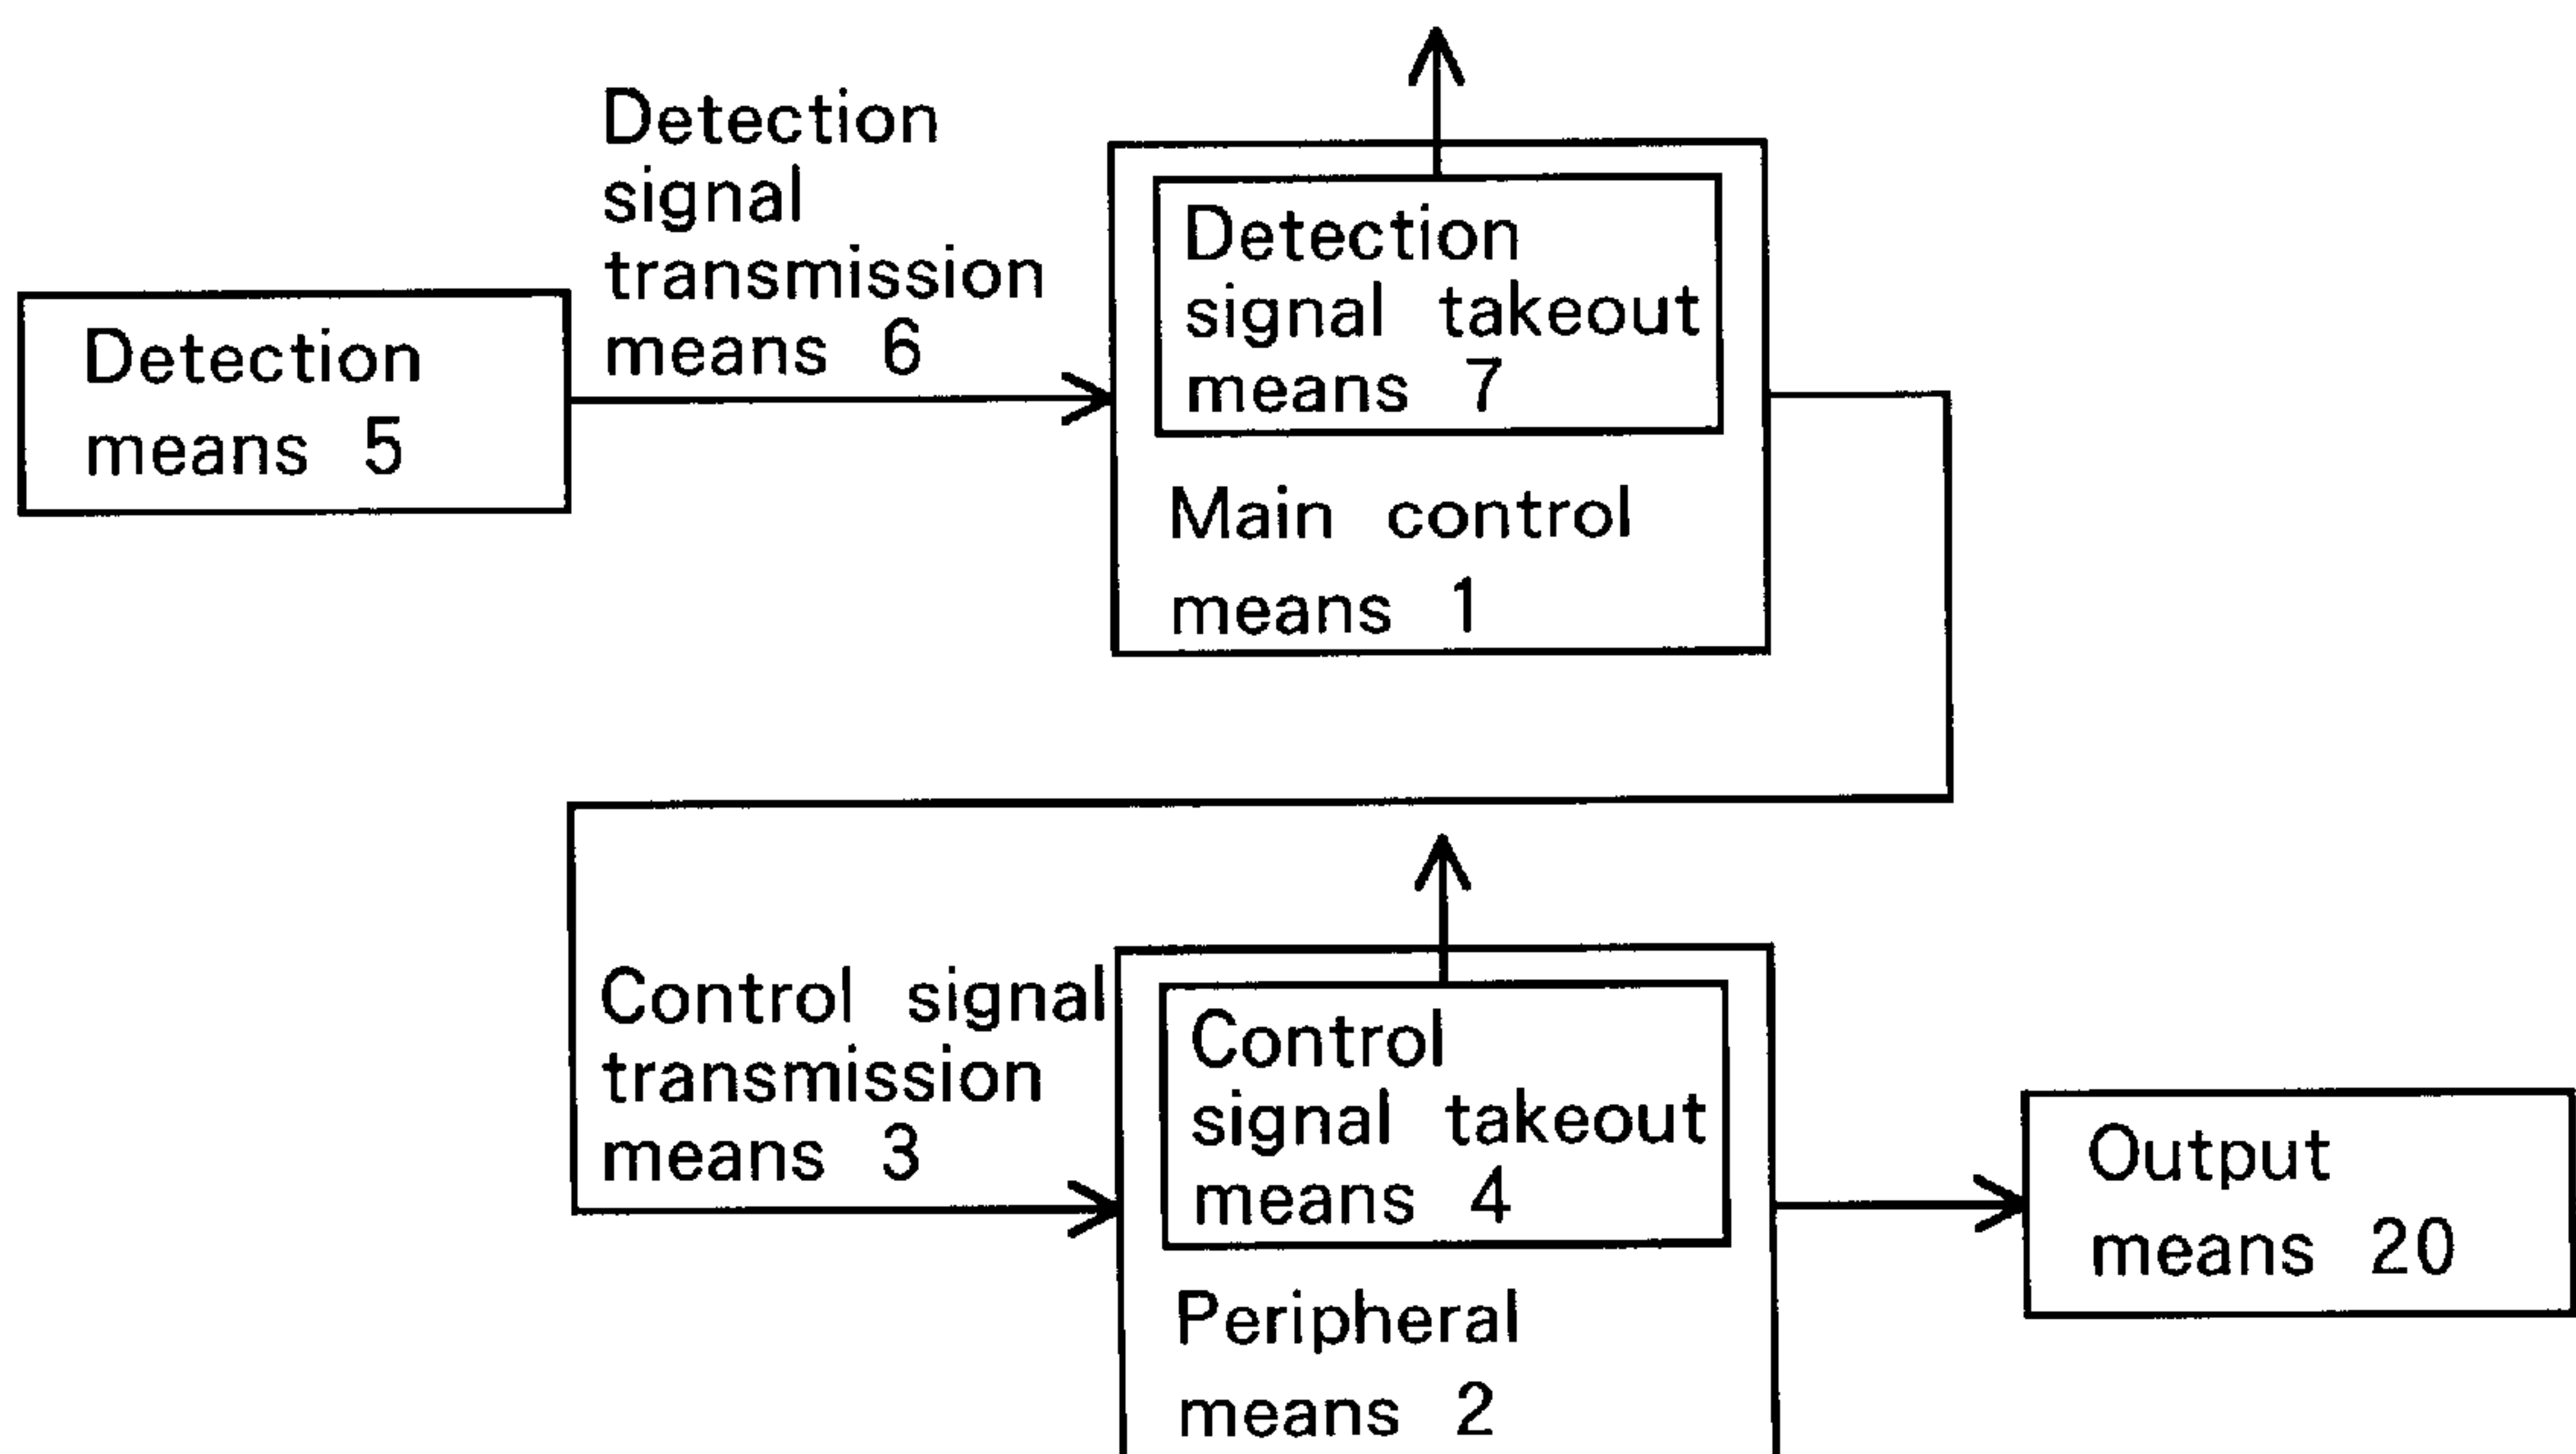 Detection
signal
transmission
means 6
Detection
means 5
Detection
signal takeout
means 7
Main control
means 1
Control signal
transmission
means 3
Control
signal takeout
means 4
Peripheral
means 2
Output
means 20